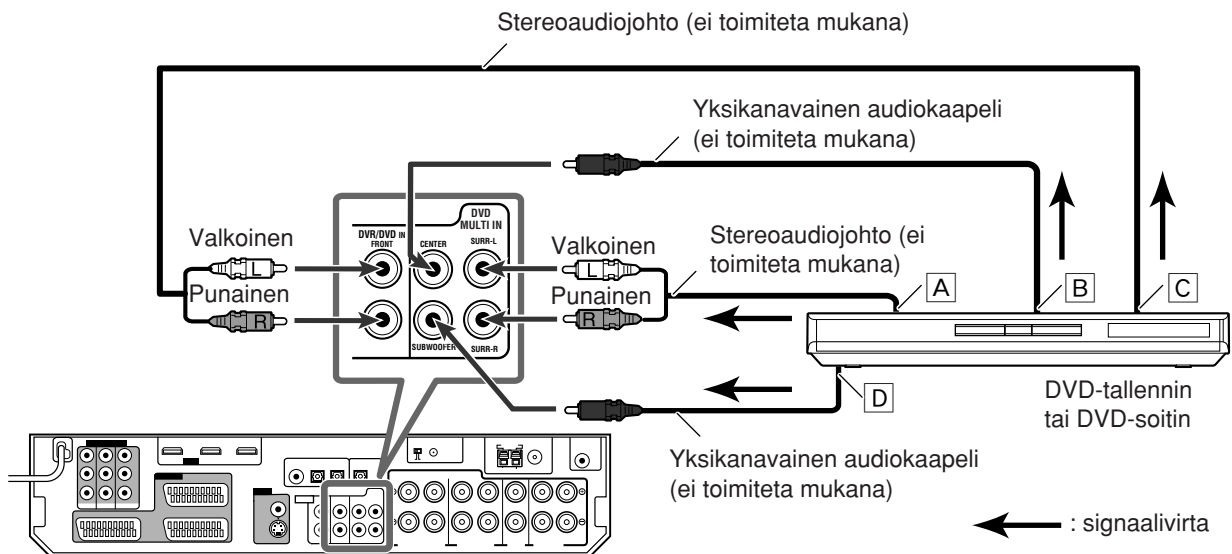 Stereoaudiojohto (ei toimiteta mukana)
Yksikanavainen audiokaapeli
(ei toimiteta mukana)
DVD
MULTI IN
DVR/DVD IN
FRONT
CENTER
SURR-L
Valkoinen
L
Punainen
R
Valkoinen
L
Punainen
R
Stereoaudiojohto (ei
toimiteta mukana)
A
B
C
SUBWOOFER
SURR-R
D
DVD-tallennin
tai DVD-soitin
Yksikanavainen audiokaapeli
(ei toimiteta mukana)
: signaalivirta